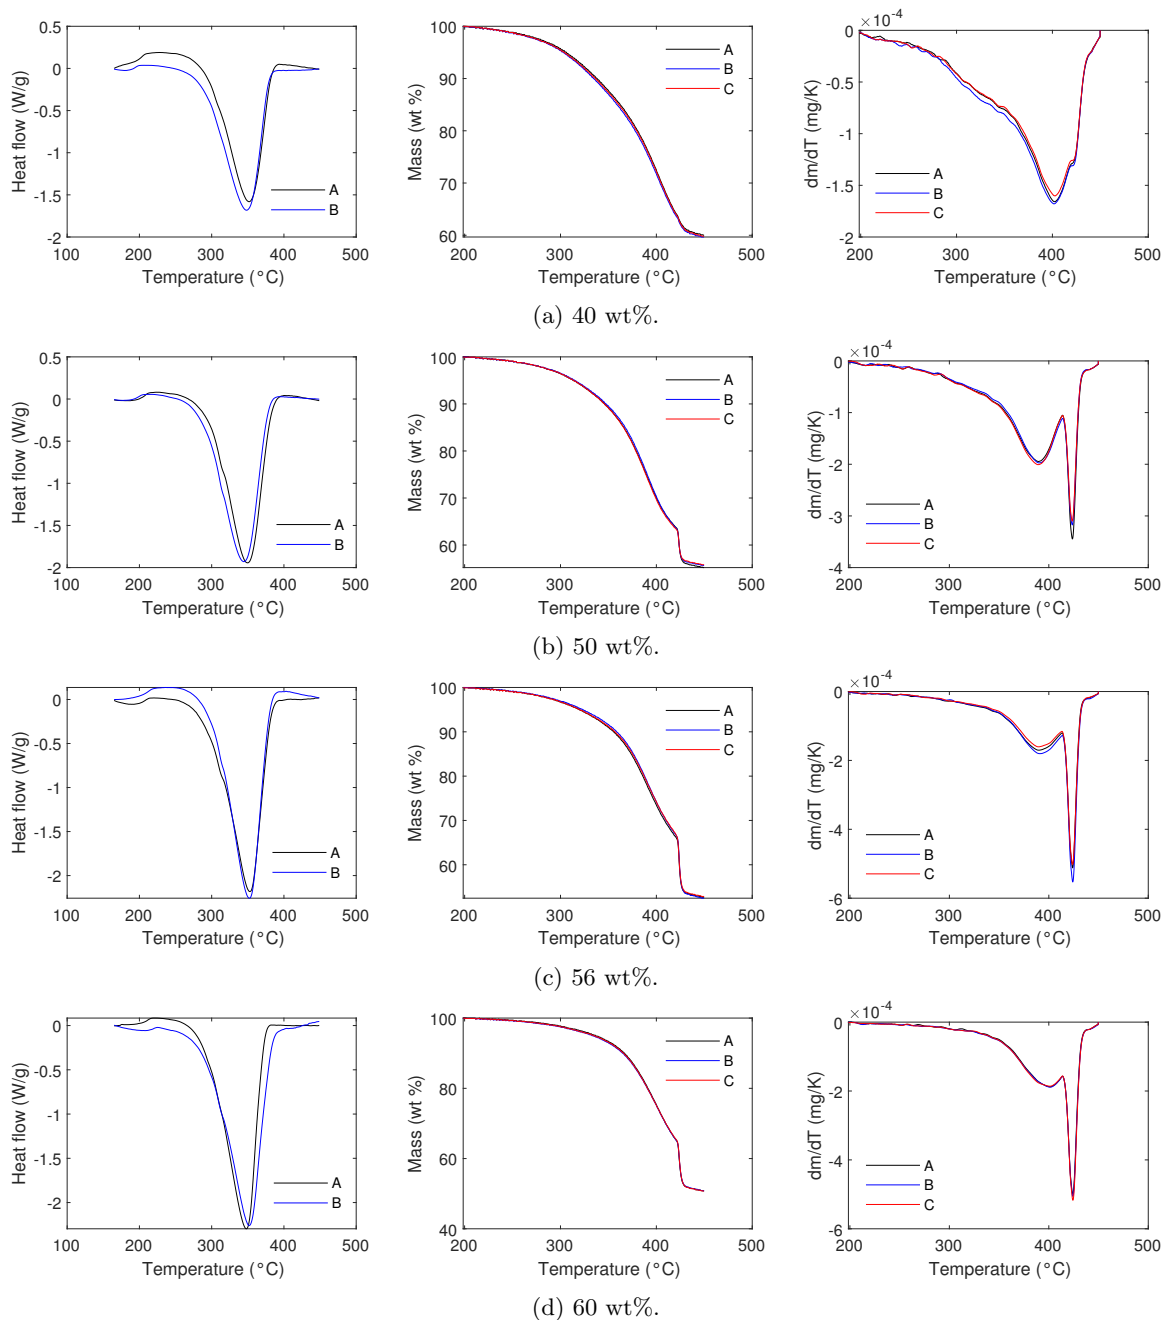 0.5
0
-0.5
-1
-1.5
-2
100 200 300 400 500
Heat flow (W/g)
Temperature (°C)
A
B
100
90
80
70
60
200 300 400 500
Mass (wt %)
Temperature (°C)
A
B
C
×10⁻⁴
0
-0.5
-1
-1.5
-2
200 300 400 500
dm/dT (mg/K)
Temperature (°C)
A
B
C
(a) 40 wt%.
0.5
0
-0.5
-1
-1.5
-2
100 200 300 400 500
Heat flow (W/g)
Temperature (°C)
A
B
100
90
80
70
60
200 300 400 500
Mass (wt %)
Temperature (°C)
A
B
C
×10⁻⁴
0
-1
-2
-3
-4
200 300 400 500
dm/dT (mg/K)
Temperature (°C)
A
B
C
(b) 50 wt%.
0
-0.5
-1
-1.5
-2
100 200 300 400 500
Heat flow (W/g)
Temperature (°C)
A
B
100
90
80
70
60
200 300 400 500
Mass (wt %)
Temperature (°C)
A
B
C
×10⁻⁴
0
-2
-4
-6
200 300 400 500
dm/dT (mg/K)
Temperature (°C)
A
B
C
(c) 56 wt%.
0
-0.5
-1
-1.5
-2
100 200 300 400 500
Heat flow (W/g)
Temperature (°C)
A
B
100
80
60
40
200 300 400 500
Mass (wt %)
Temperature (°C)
A
B
C
×10⁻⁴
0
-2
-4
-6
200 300 400 500
dm/dT (mg/K)
Temperature (°C)
A
B
C
(d) 60 wt%.